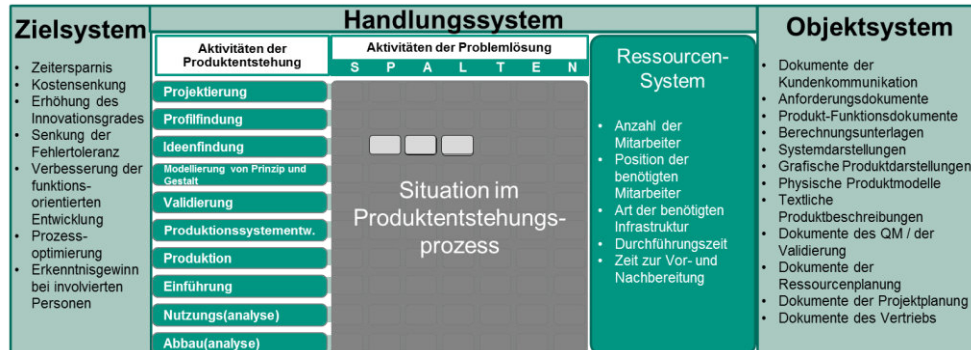 Zielsystem
• Zeitersparnis
• Kostensenkung
• Erhöhung des
Innovationsgrades
• Senkung der
Fehlertoleranz
• Verbesserung der
funktions-
orientierten
Entwicklung
• Prozess-
optimierung
• Erkenntnisgewinn
bei involvierten
Personen
Handlungssystem
Aktivitäten der
Produktentstehung
Aktivitäten der Problemlösung
S P A L T E N
Projektierung
Profilfindung
Ideenfindung
Modellierung von Prinzip und
Gestalt
Validierung
Produktionssystementw.
Produktion
Einführung
Nutzungs(analyse)
Abbau(analyse)
Situation im
Produktentstehungs-
prozess
Ressourcen-
System
• Anzahl der
Mitarbeiter
• Position der
benötigten
Mitarbeiter
• Art der benötigten
Infrastruktur
• Durchführungszeit
• Zeit zur Vor- und
Nachbereitung
Objektsystem
• Dokumente der
Kundenkommunikation
• Anforderungsdokumente
• Produkt-Funktionsdokumente
• Berechnungsunterlagen
• Systemdarstellungen
• Grafische Produktdarstellungen
• Physische Produktmodelle
• Textliche
Produktbeschreibungen
• Dokumente des QM / der
Validierung
• Dokumente der
Ressourcenplanung
• Dokumente der Projektplanung
• Dokumente des Vertriebs